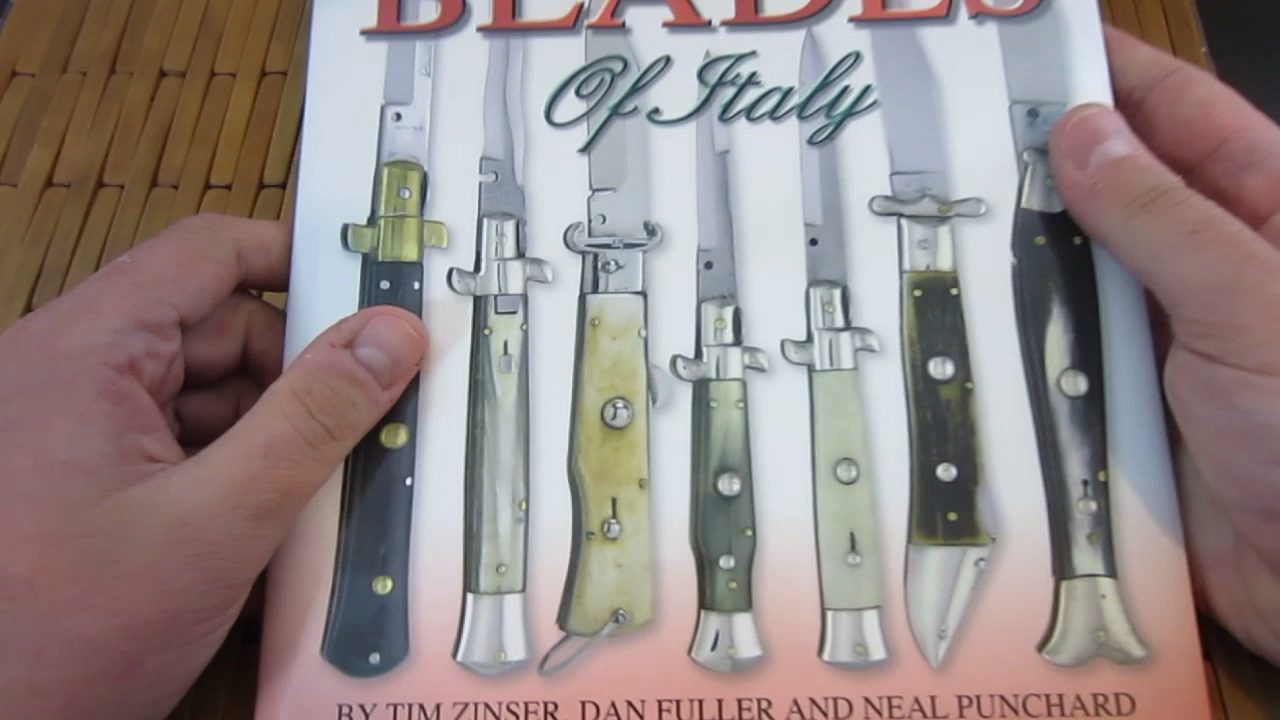 BLADES
Of Italy
BY TIM ZINSER, DAN FULLER AND NEAL PUNCHARD